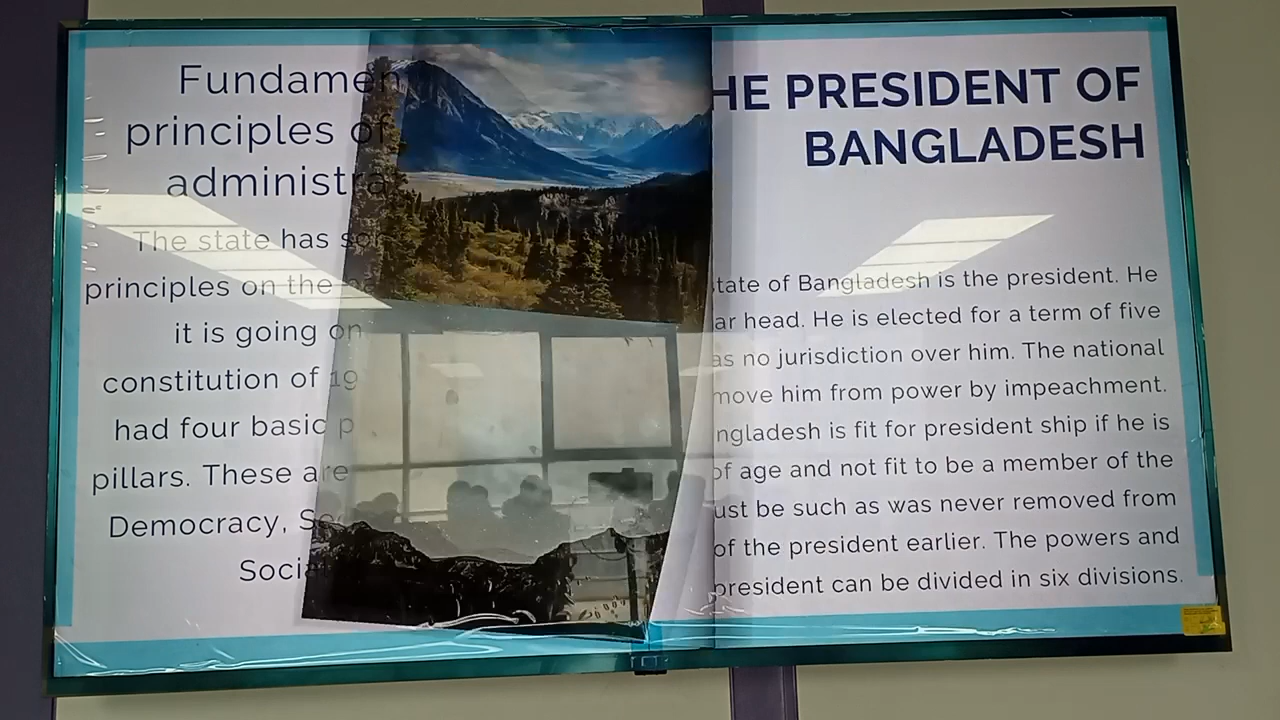 Fundamen
principles of
administra
The state has so
principles on the
it is going on
constitution of 19
had four basic p
pillars. These are
Democracy, S
Socia
HE PRESIDENT OF
BANGLADESH
tate of Bangladesh is the president. He
ar head. He is elected for a term of five
as no jurisdiction over him. The national
move him from power by impeachment.
ngladesh is fit for president ship if he is
of age and not fit to be a member of the
ust be such as was never removed from
of the president earlier. The powers and
president can be divided in six divisions.